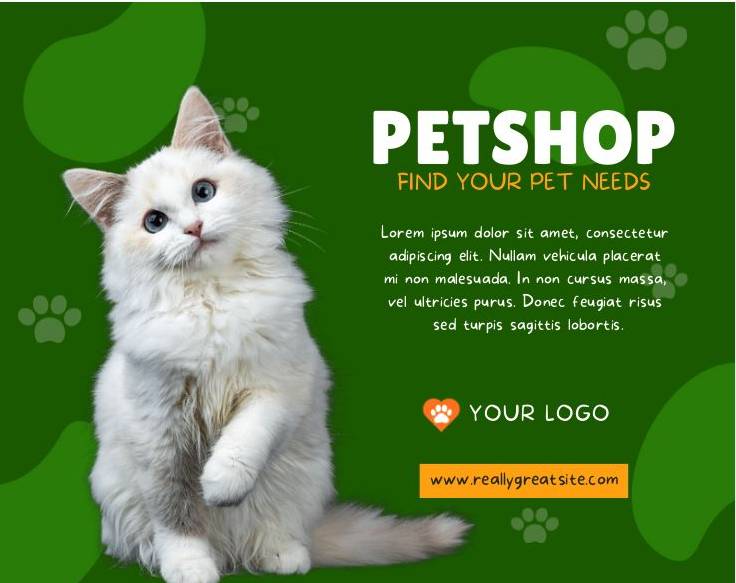 PETSHOP
FIND YOUR PET NEEDS
Lorem ipsum dolor sit amet, consectetur
adipiscing elit. Nullam vehicula placerat
mi non malesuada. In non cursus massa,
vel ultricies purus. Donec feugiat risus
sed turpis sagittis lobortis.
YOUR LOGO
www.reallygreatsite.com